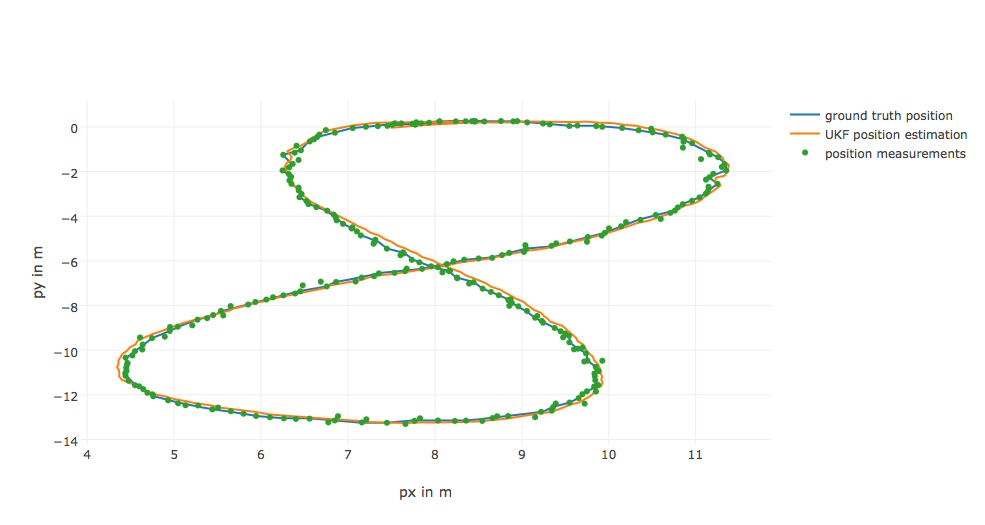 ground truth position
UKF position estimation
position measurements
0
−2
−4
−6
−8
−10
−12
−14
py in m
4 5 6 7 8 9 10 11
px in m